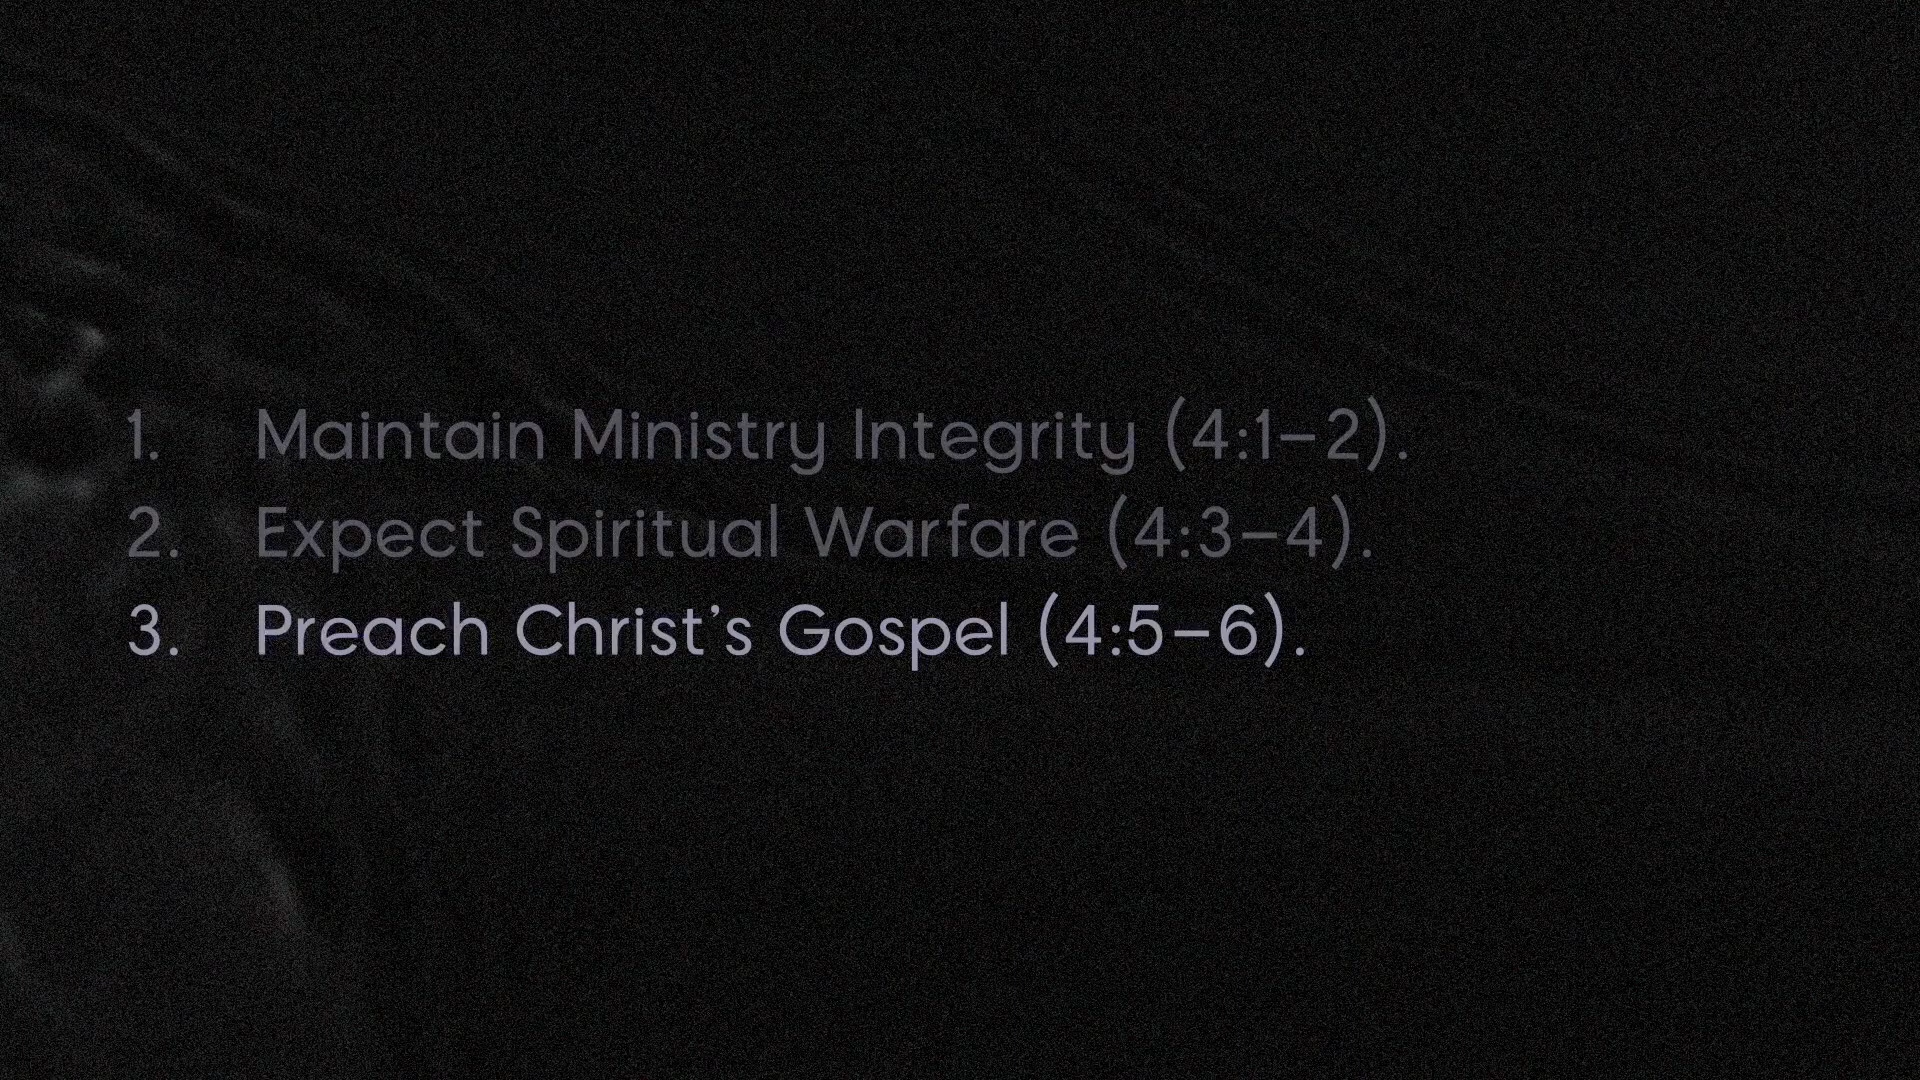 1. Maintain Ministry Integrity (4:1–2).
2. Expect Spiritual Warfare (4:3–4).
3. Preach Christ’s Gospel (4:5–6).